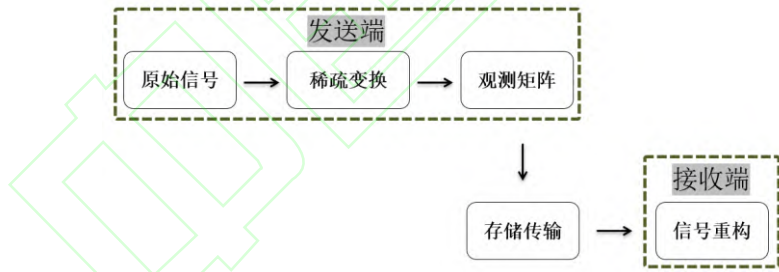 发送端
原始信号
稀疏变换
观测矩阵
接收端
存储传输
信号重构